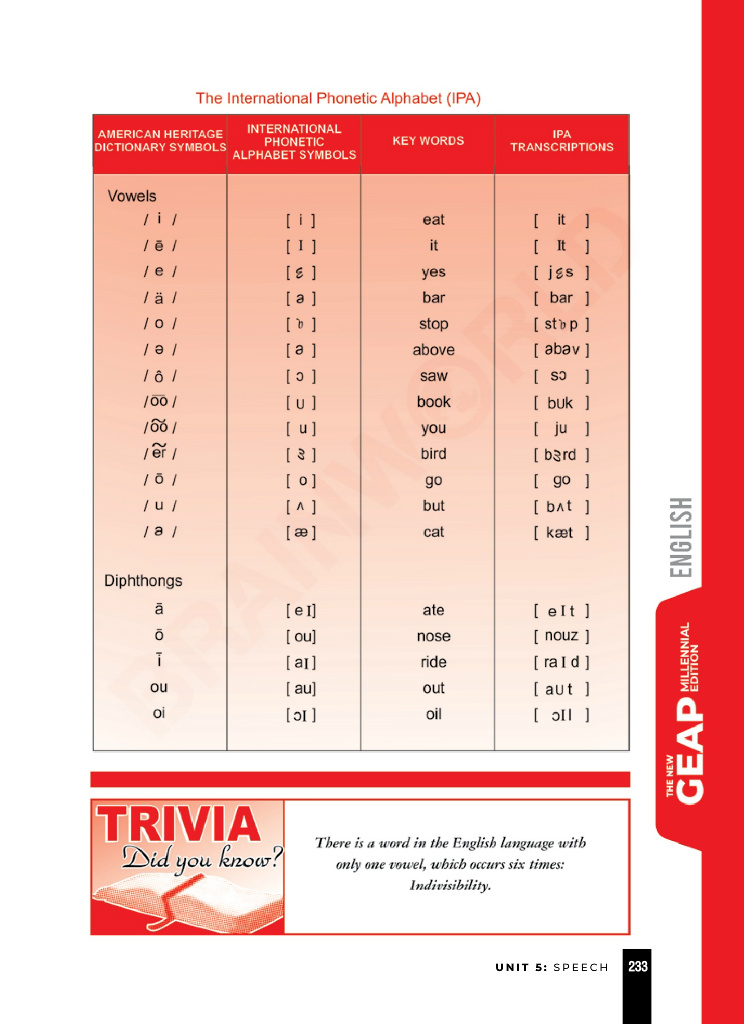 The International Phonetic Alphabet (IPA)
AMERICAN HERITAGE DICTIONARY SYMBOLS INTERNATIONAL PHONETIC ALPHABET SYMBOLS KEY WORDS IPA TRANSCRIPTIONS
Vowels
/ i / [ i ] eat [ it ]
/ ē / [ I ] it [ It ]
/ e / [ ɛ ] yes [ jɛs ]
/ ä / [ a ] bar [ bar ]
/ o / [ ɒ ] stop [ stɒp ]
/ ə / [ ə ] above [ əbəv ]
/ ô / [ ɔ ] saw [ sɔ ]
/ o͞o / [ ᴜ ] book [ bᴜk ]
/ o͠o / [ u ] you [ ju ]
/ e͠r / [ ɜ ] bird [ bɜrd ]
/ ō / [ o ] go [ go ]
/ u / [ ʌ ] but [ bʌt ]
/ ə / [ æ ] cat [ kæt ]
Diphthongs
ā [ eI ] ate [ eIt ]
ō [ ou] nose [ nouz ]
ī [ aI ] ride [ raId ]
ou [ au] out [ aᴜt ]
oi [ ɔI ] oil [ ɔIl ]
BRAINWORLD
TRIVIA
Did you know?
There is a word in the English language with
only one vowel, which occurs six times:
Indivisibility.
ENGLISH
THE NEW
GEAP
MILLENNIAL
EDITION
UNIT 5: SPEECH 233